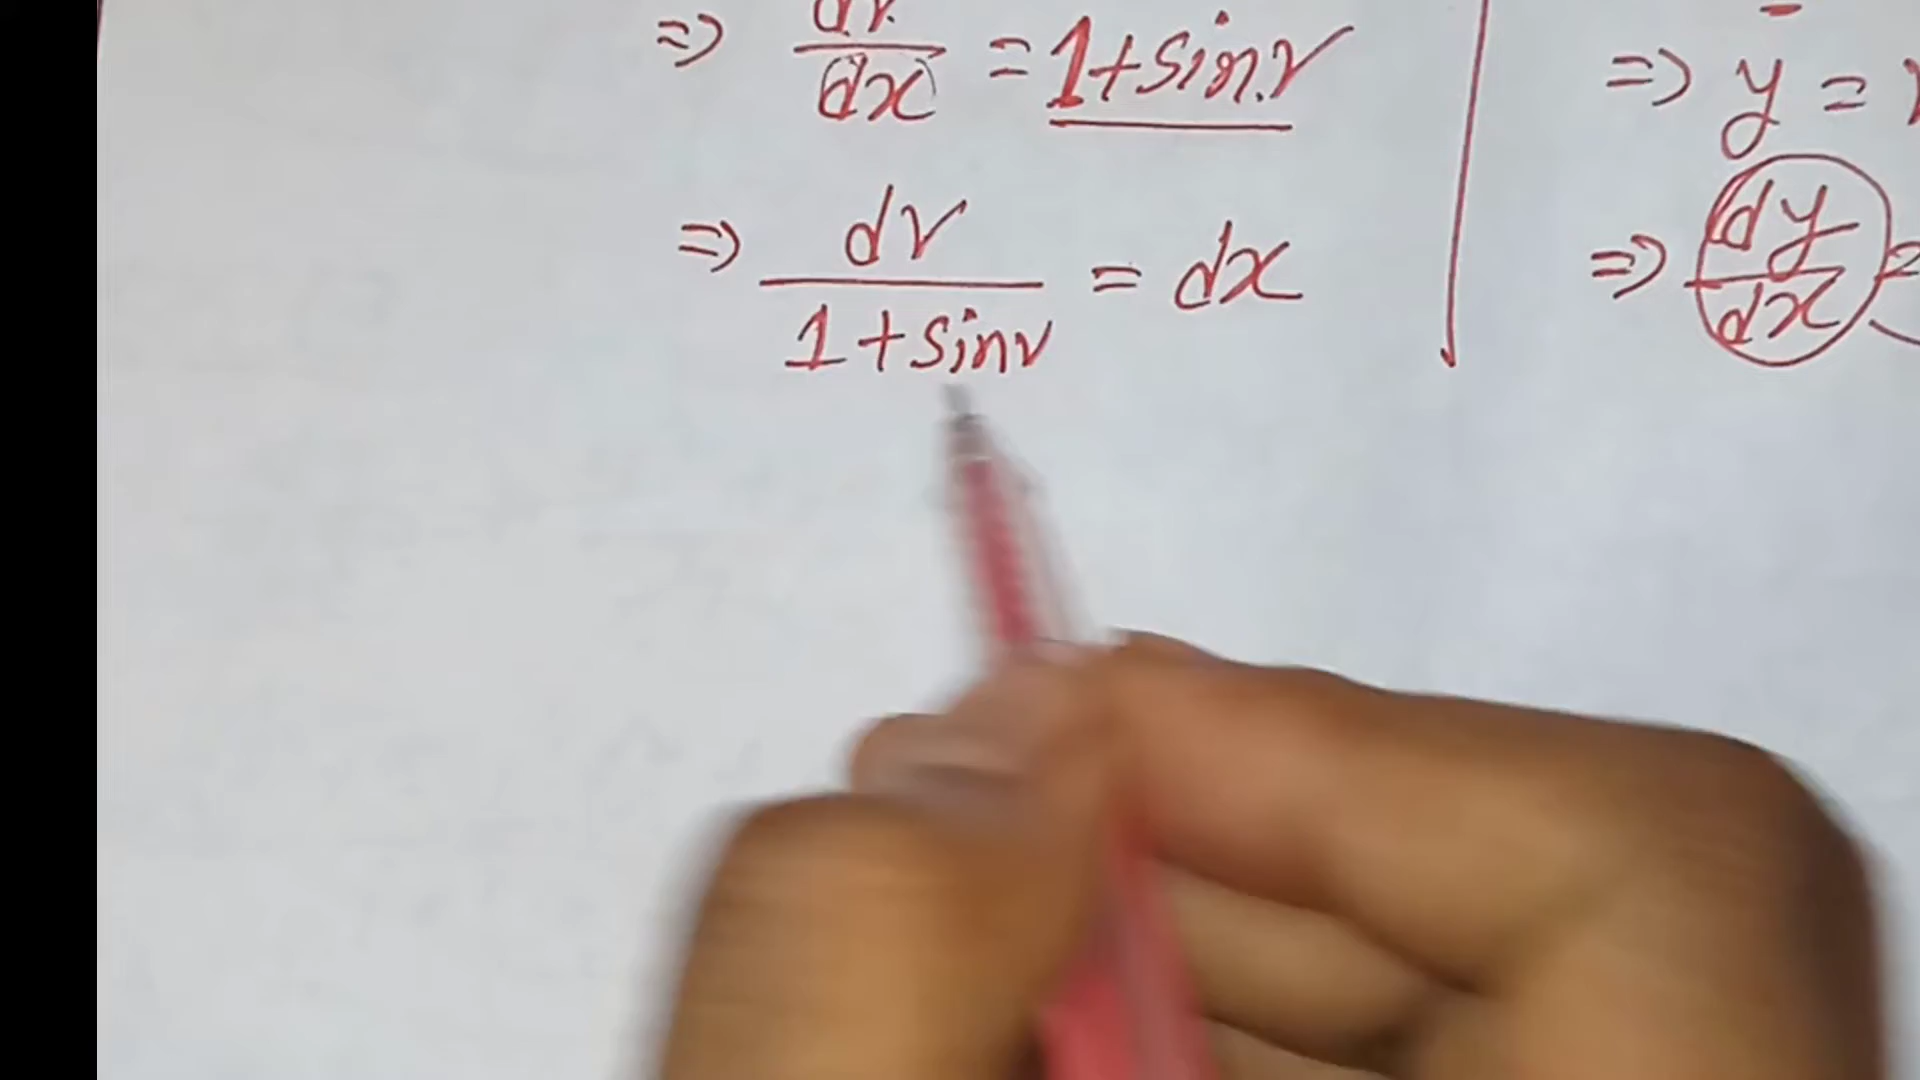 ⇒ dv/dx = 1+sinv
⇒ dv/1+sinv = dx
⇒ y =
⇒ dy/dx =